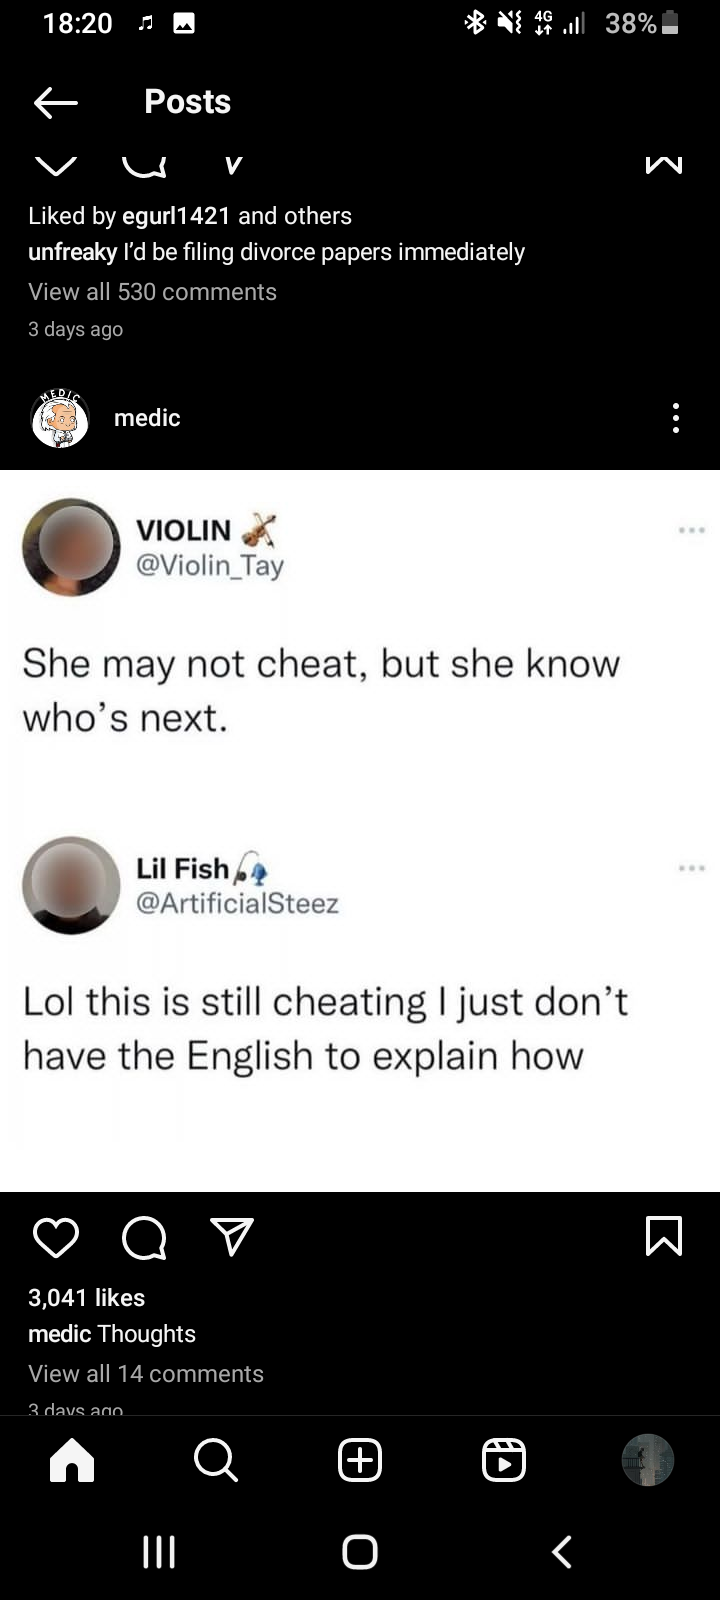 18:20
4G
38%
Posts
Liked by egurl1421 and others
unfreaky I’d be filing divorce papers immediately
View all 530 comments
3 days ago
MEDIC
medic
VIOLIN 🎻
@Violin_Tay
She may not cheat, but she know
who’s next.
Lil Fish🎣
@ArtificialSteez
Lol this is still cheating I just don’t
have the English to explain how
3,041 likes
medic Thoughts
View all 14 comments
3 days ago